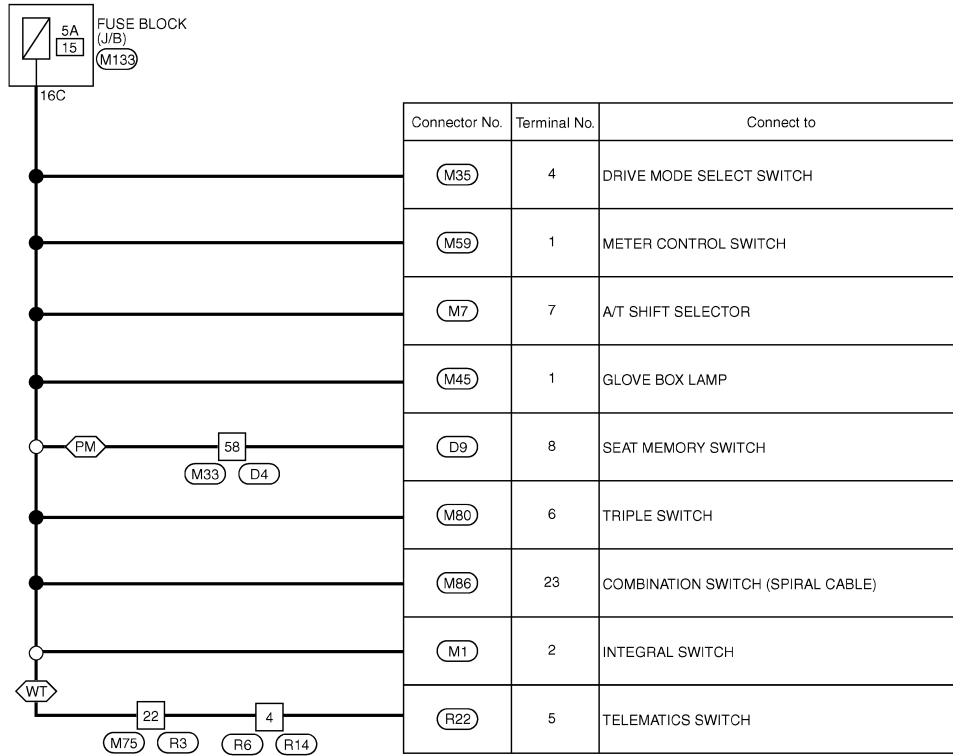 5A
15
FUSE BLOCK
(J/B)
M133
16C
Connector No. Terminal No. Connect to
M35 4 DRIVE MODE SELECT SWITCH
M59 1 METER CONTROL SWITCH
M7 7 A/T SHIFT SELECTOR
M45 1 GLOVE BOX LAMP
PM 58 D9 8 SEAT MEMORY SWITCH
M33 D4
M80 6 TRIPLE SWITCH
M86 23 COMBINATION SWITCH (SPIRAL CABLE)
M1 2 INTEGRAL SWITCH
WT
22 4 R22 5 TELEMATICS SWITCH
M75 R3 R6 R14